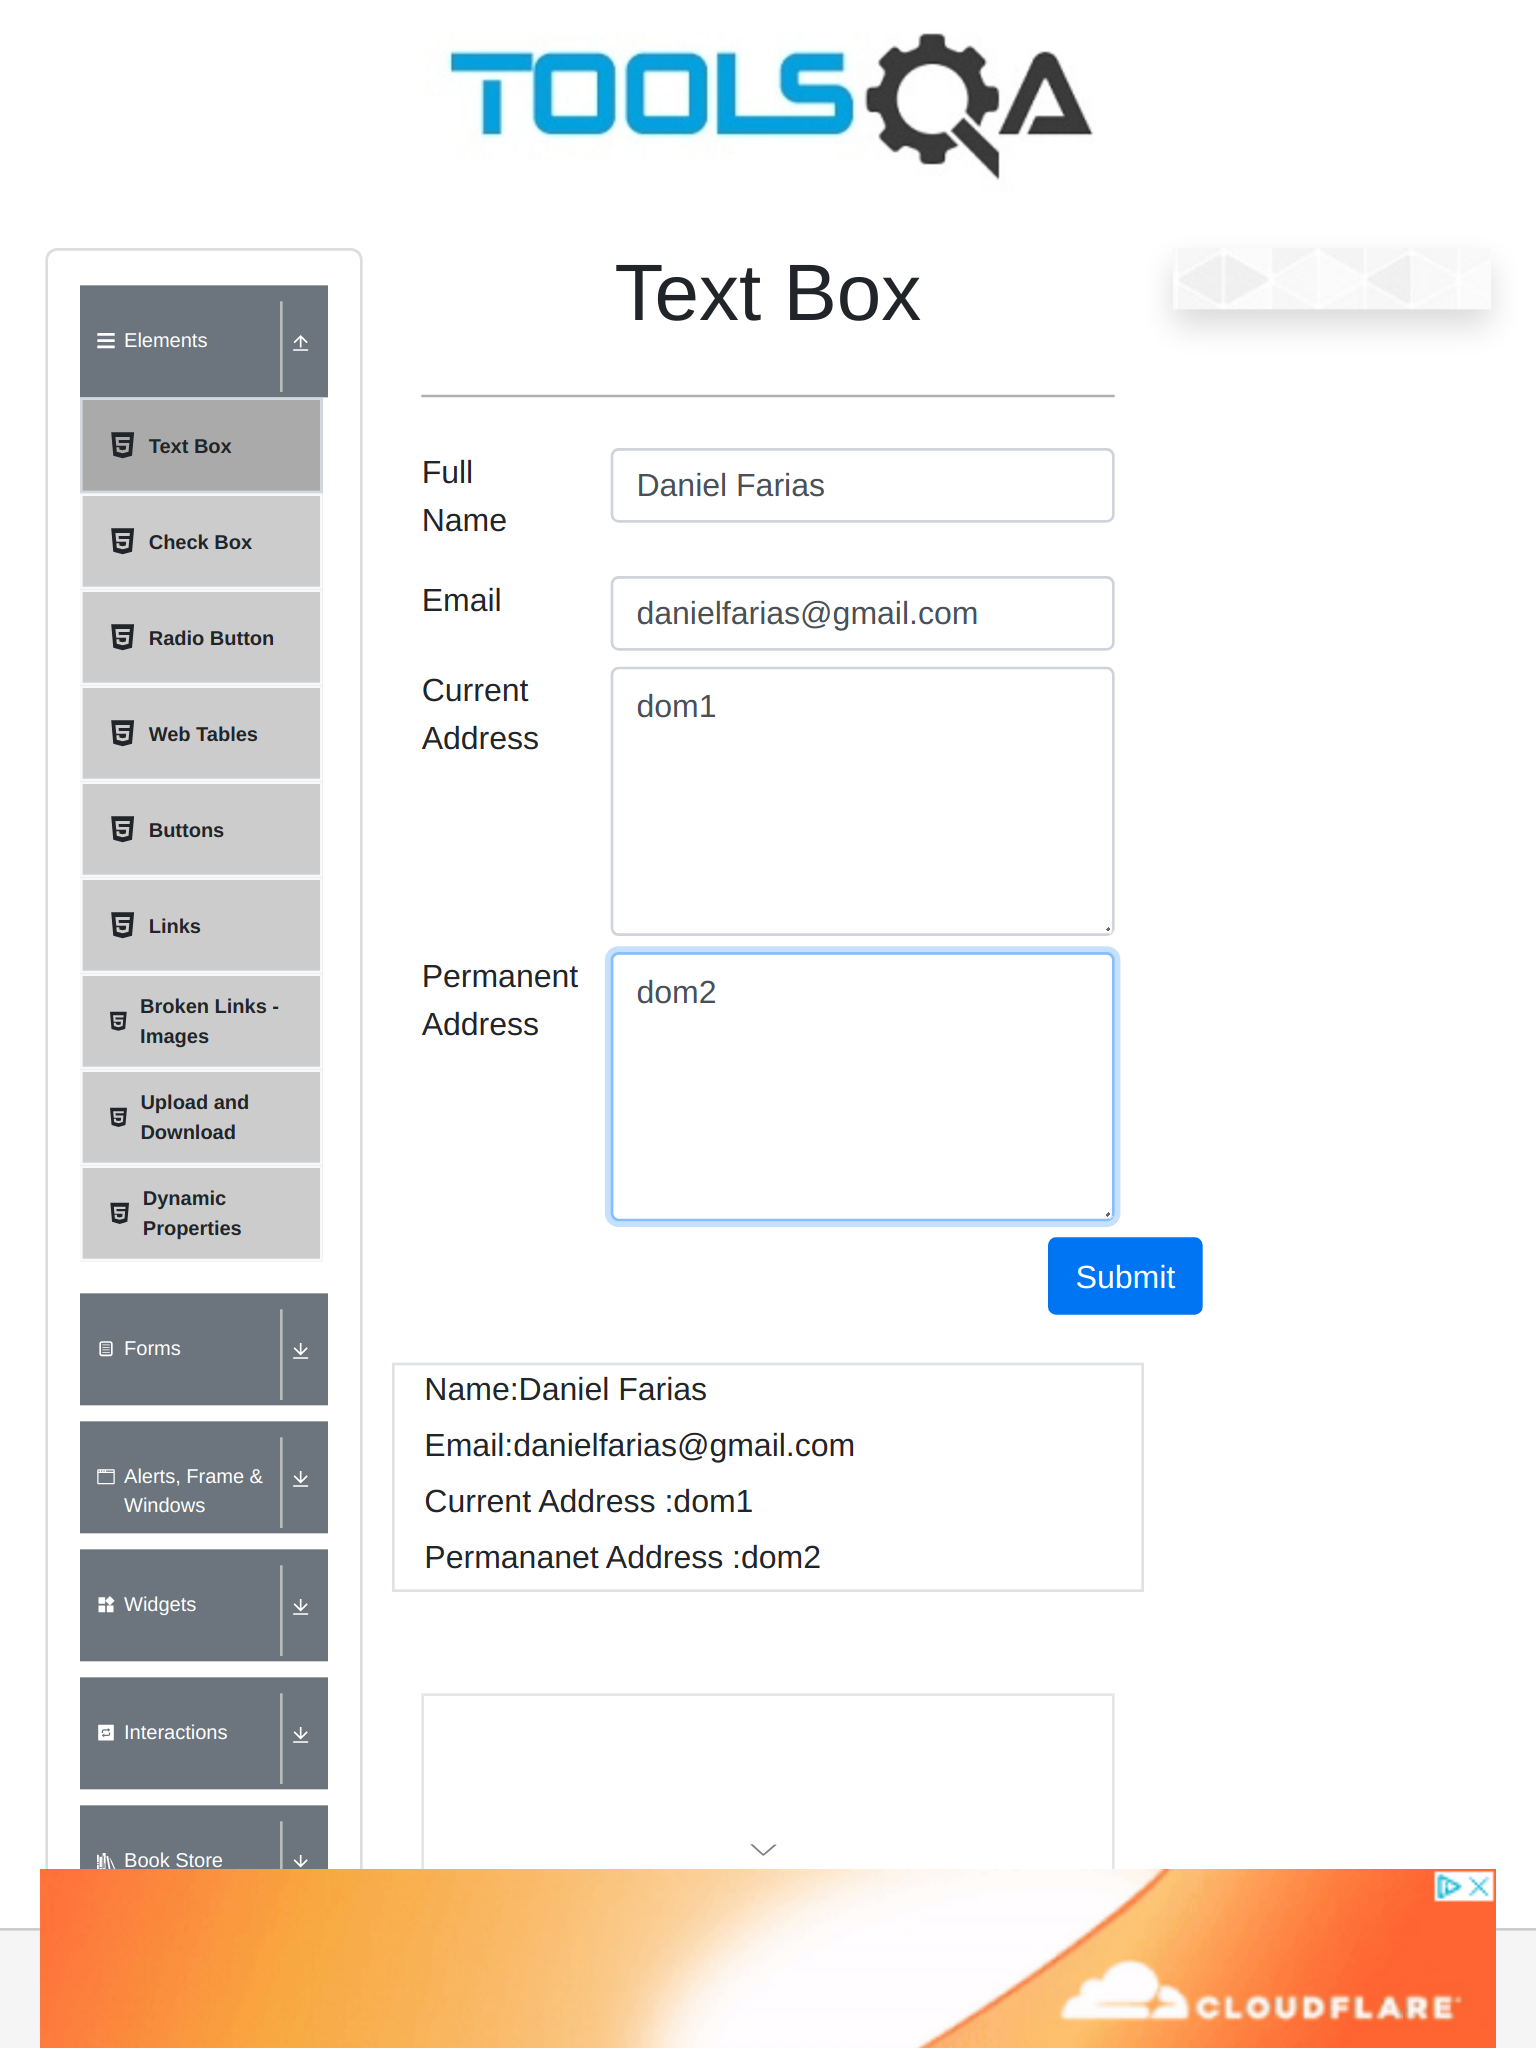 TOOLSQA
Text Box
Elements
Text Box
Check Box
Radio Button
Web Tables
Buttons
Links
Broken Links -
Images
Upload and
Download
Dynamic
Properties
Forms
Alerts, Frame &
Windows
Widgets
Interactions
Book Store
Full
Name
Daniel Farias
Email
danielfarias@gmail.com
Current
Address
dom1
Permanent
Address
dom2
Submit
Name:Daniel Farias
Email:danielfarias@gmail.com
Current Address :dom1
Permananet Address :dom2
CLOUDFLARE